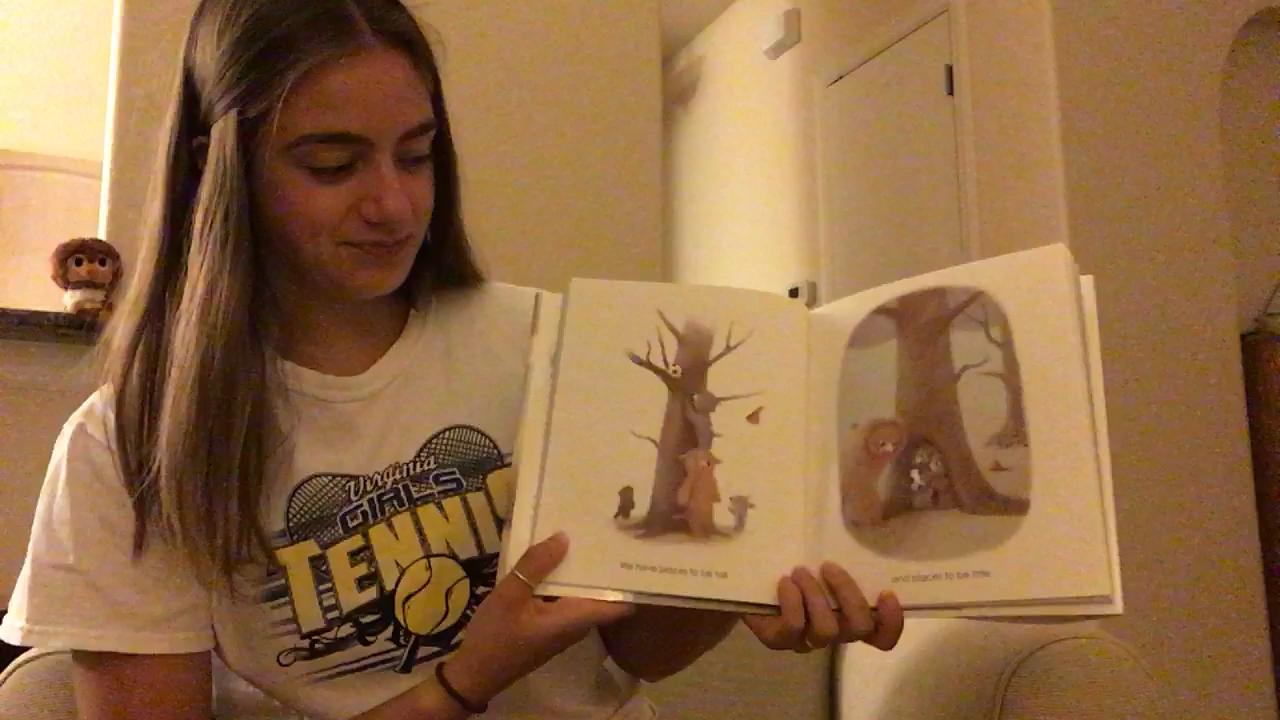 Virginia
GIRLS
TENNIS
We have places to be tall
and places to be little